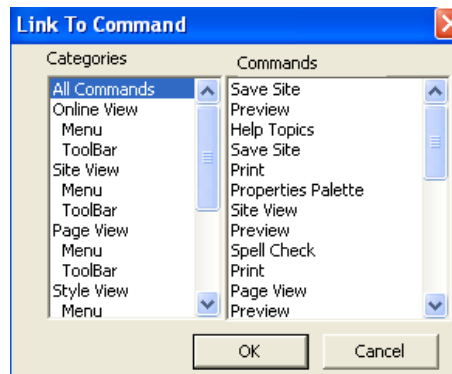 Link To Command
Categories
Commands
All Commands
Online View
Menu
ToolBar
Site View
Menu
ToolBar
Page View
Menu
ToolBar
Style View
Menu
Save Site
Preview
Help Topics
Save Site
Print
Properties Palette
Site View
Preview
Spell Check
Print
Page View
Preview
OK
Cancel